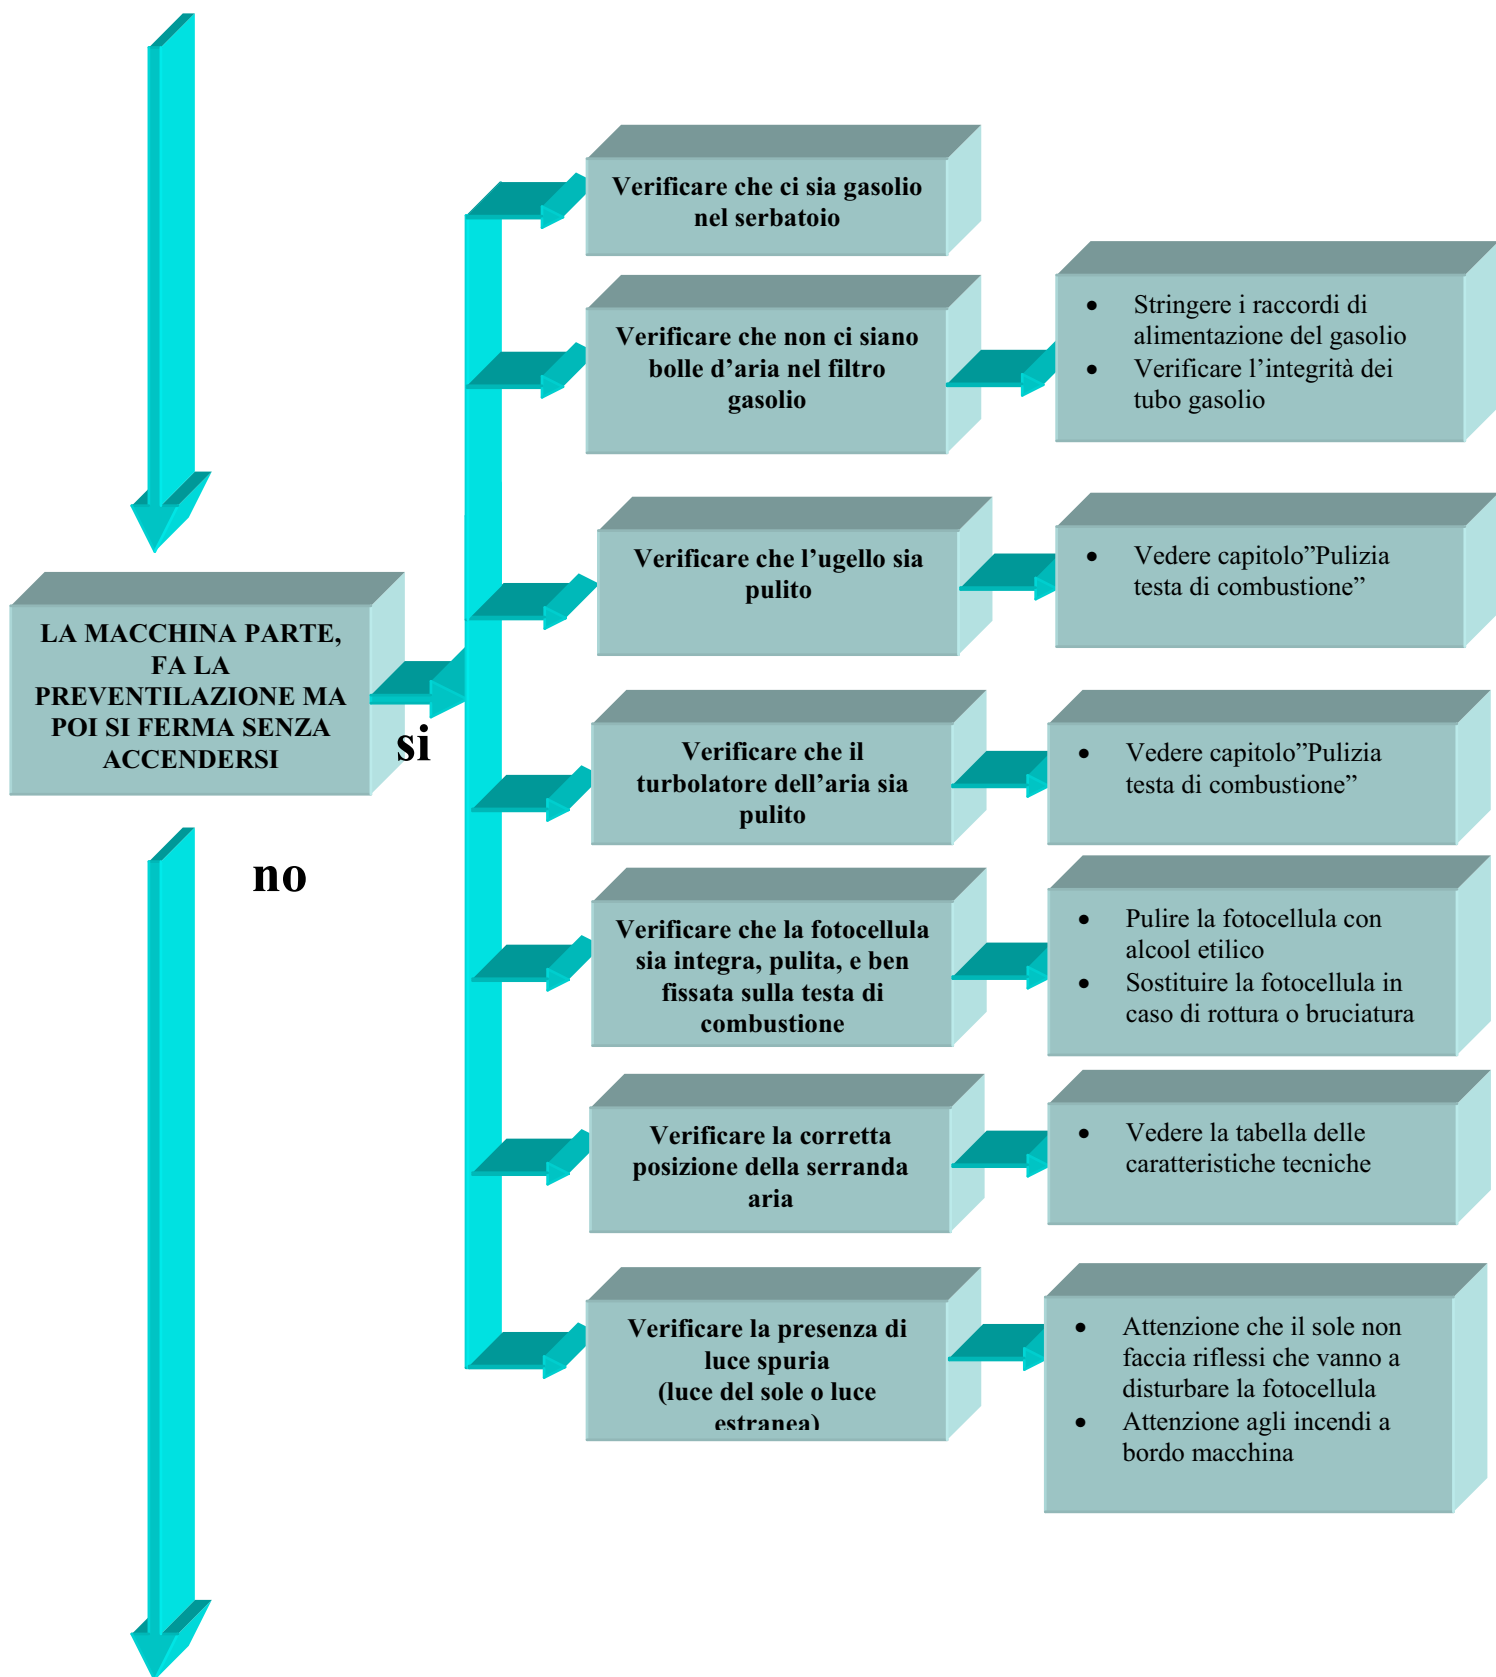 Verificare che ci sia gasolio
nel serbatoio
Verificare che non ci siano
bolle d’aria nel filtro
gasolio
• Stringere i raccordi di
alimentazione del gasolio
• Verificare l’integrità dei
tubo gasolio
Verificare che l’ugello sia
pulito
• Vedere capitolo”Pulizia
testa di combustione”
LA MACCHINA PARTE,
FA LA
PREVENTILAZIONE MA
POI SI FERMA SENZA
ACCENDERSI
si
no
Verificare che il
turbolatore dell’aria sia
pulito
• Vedere capitolo”Pulizia
testa di combustione”
Verificare che la fotocellula
sia integra, pulita, e ben
fissata sulla testa di
combustione
• Pulire la fotocellula con
alcool etilico
• Sostituire la fotocellula in
caso di rottura o bruciatura
Verificare la corretta
posizione della serranda
aria
• Vedere la tabella delle
caratteristiche tecniche
Verificare la presenza di
luce spuria
(luce del sole o luce
estranea)
• Attenzione che il sole non
faccia riflessi che vanno a
disturbare la fotocellula
• Attenzione agli incendi a
bordo macchina